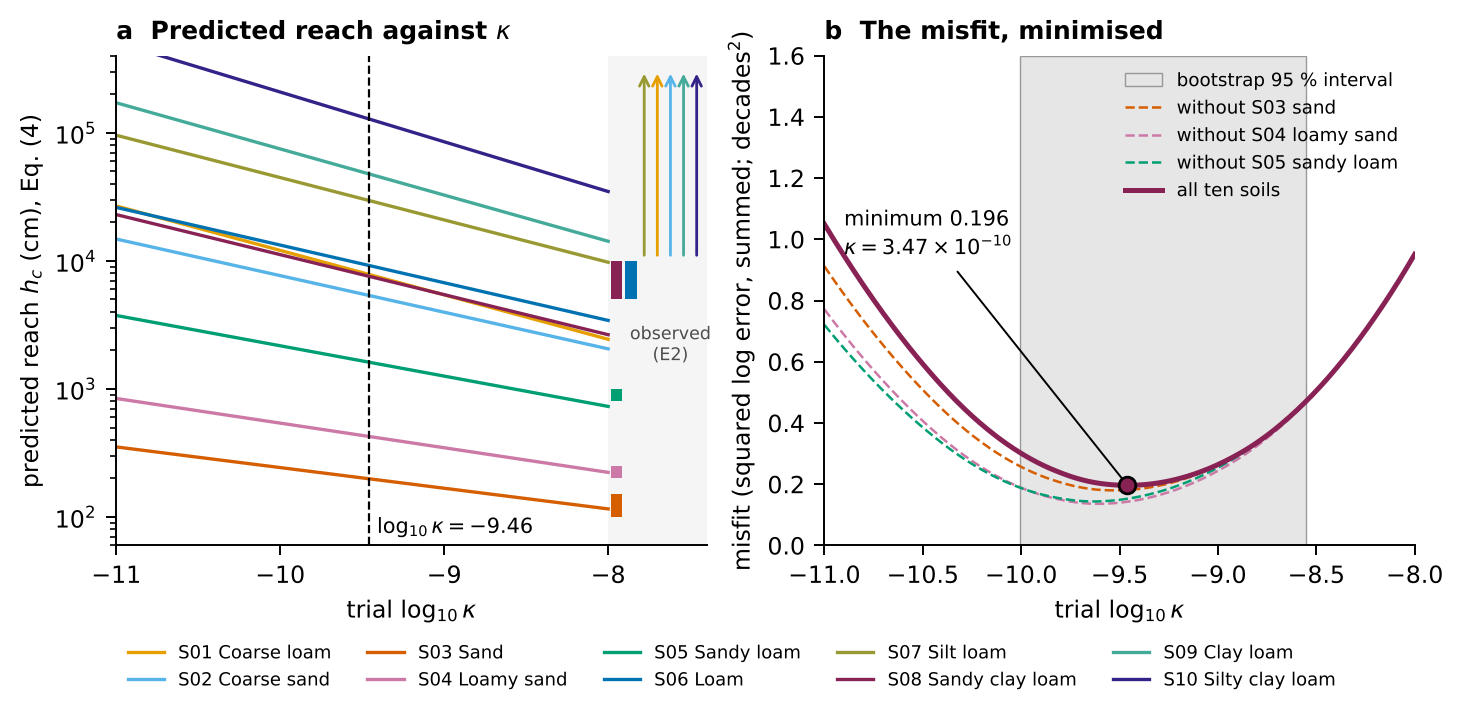 a Predicted reach against κ
predicted reach h_c (cm), Eq. (4)
10^5
10^4
10^3
10^2
observed
(E2)
log_10 κ = −9.46
−11
−10
−9
−8
trial log_10 κ
b The misfit, minimised
misfit (squared log error, summed; decades^2)
1.6
1.4
1.2
1.0
0.8
0.6
0.4
0.2
0.0
bootstrap 95 % interval
without S03 sand
without S04 loamy sand
without S05 sandy loam
all ten soils
minimum 0.196
κ = 3.47 × 10^−10
−11.0
−10.5
−10.0
−9.5
−9.0
−8.5
−8.0
trial log_10 κ
S01 Coarse loam
S03 Sand
S05 Sandy loam
S07 Silt loam
S09 Clay loam
S02 Coarse sand
S04 Loamy sand
S06 Loam
S08 Sandy clay loam
S10 Silty clay loam